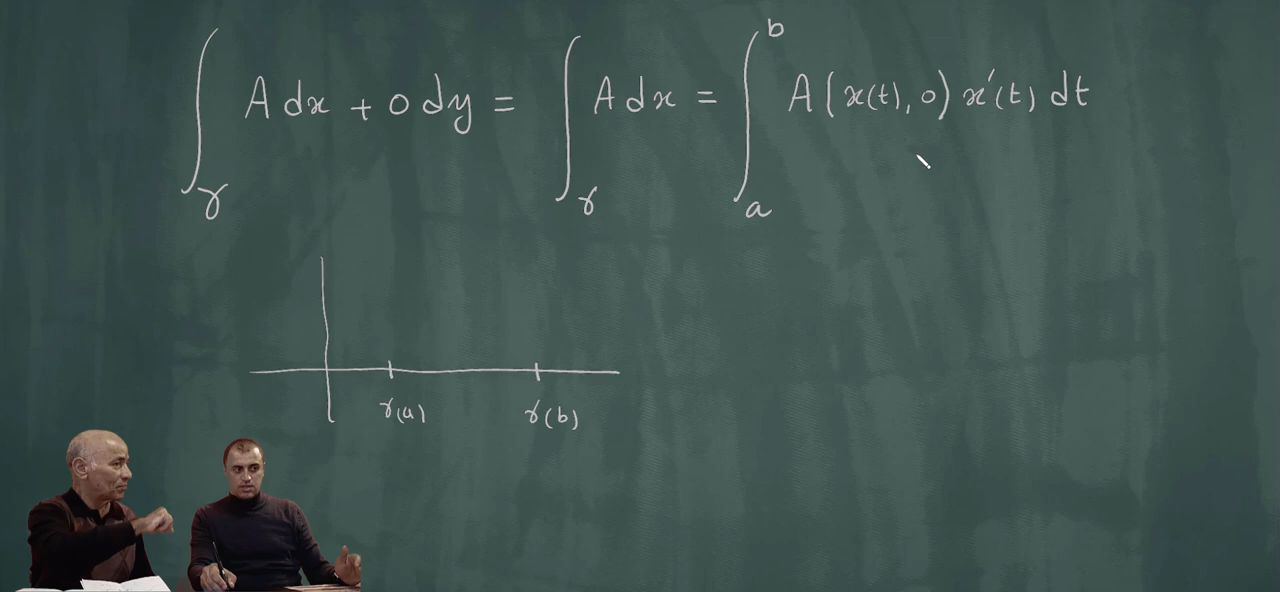 ∫_γ A dx + 0 dy = ∫_γ A dx = ∫_a^b A(x(t), 0) x'(t) dt
γ(a) γ(b)